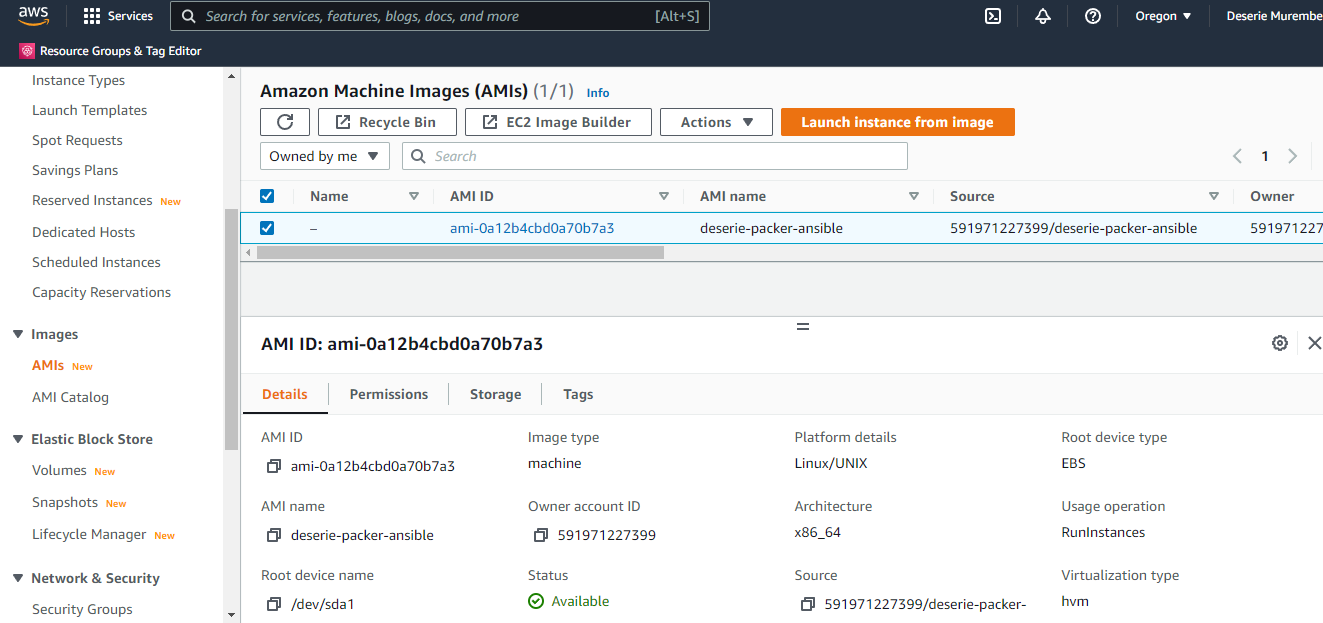 aws
Services
Search for services, features, blogs, docs, and more
[Alt+S]
Oregon
Deserie Murembe
Resource Groups & Tag Editor
Instance Types
Launch Templates
Spot Requests
Savings Plans
Reserved Instances New
Dedicated Hosts
Scheduled Instances
Capacity Reservations
Images
AMIs New
AMI Catalog
Elastic Block Store
Volumes New
Snapshots New
Lifecycle Manager New
Network & Security
Security Groups
Amazon Machine Images (AMIs) (1/1) Info
Recycle Bin
EC2 Image Builder
Actions
Launch instance from image
Owned by me
Search
1
Name AMI ID AMI name Source Owner
– ami-0a12b4cbd0a70b7a3 deserie-packer-ansible 591971227399/deserie-packer-ansible 591971227
AMI ID: ami-0a12b4cbd0a70b7a3
Details Permissions Storage Tags
AMI ID Image type Platform details Root device type
ami-0a12b4cbd0a70b7a3 machine Linux/UNIX EBS
AMI name Owner account ID Architecture Usage operation
deserie-packer-ansible 591971227399 x86_64 RunInstances
Root device name Status Source Virtualization type
/dev/sda1 Available 591971227399/deserie-packer- hvm